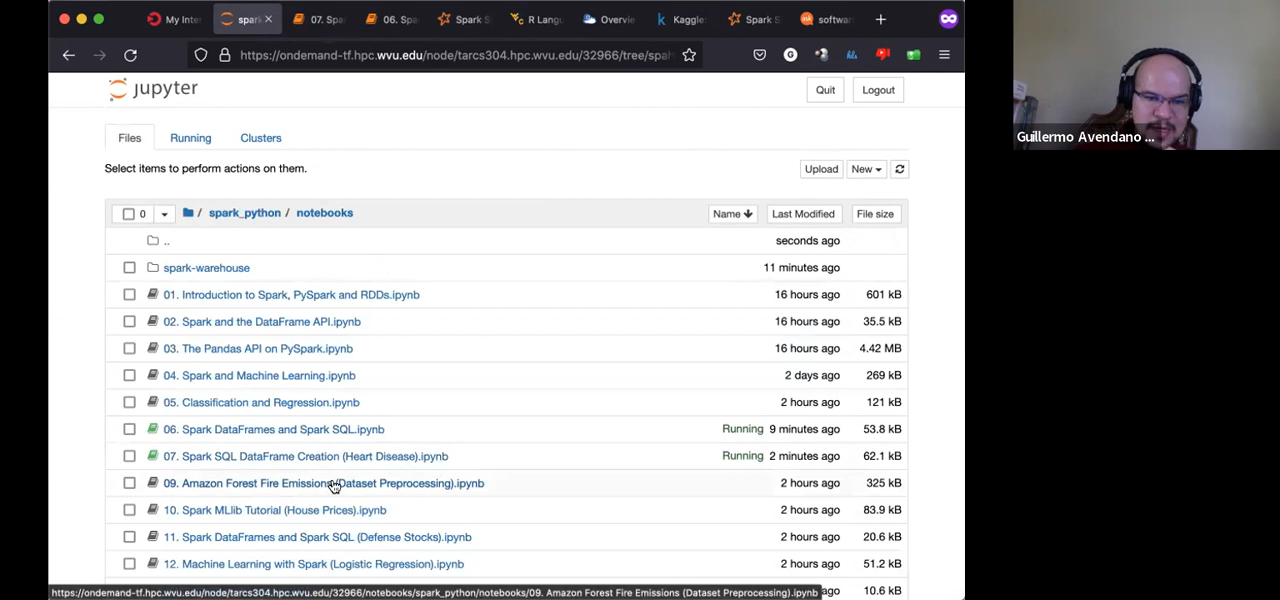 My Inter
spark
07. Spa
06. Spa
Spark S
R Langu
Overvie
Kaggle:
Spark S
softwar
https://ondemand-tf.hpc.wvu.edu/node/tarcs304.hpc.wvu.edu/32966/tree/spa
jupyter
Quit
Logout
Files
Running
Clusters
Select items to perform actions on them.
Upload
New
0
/ spark_python / notebooks
Name
Last Modified
File size
..
seconds ago
spark-warehouse
11 minutes ago
01. Introduction to Spark, PySpark and RDDs.ipynb
16 hours ago
601 kB
02. Spark and the DataFrame API.ipynb
16 hours ago
35.5 kB
03. The Pandas API on PySpark.ipynb
16 hours ago
4.42 MB
04. Spark and Machine Learning.ipynb
2 days ago
269 kB
05. Classification and Regression.ipynb
2 hours ago
121 kB
06. Spark DataFrames and Spark SQL.ipynb
Running 9 minutes ago
53.8 kB
07. Spark SQL DataFrame Creation (Heart Disease).ipynb
Running 2 minutes ago
62.1 kB
09. Amazon Forest Fire Emissions (Dataset Preprocessing).ipynb
2 hours ago
325 kB
10. Spark MLlib Tutorial (House Prices).ipynb
2 hours ago
83.9 kB
11. Spark DataFrames and Spark SQL (Defense Stocks).ipynb
2 hours ago
20.6 kB
12. Machine Learning with Spark (Logistic Regression).ipynb
2 hours ago
51.2 kB
https://ondemand-tf.hpc.wvu.edu/node/tarcs304.hpc.wvu.edu/32966/notebooks/spark_python/notebooks/09. Amazon Forest Fire Emissions (Dataset Preprocessing).ipynb
ago
10.6 kB
Guillermo Avendano ...